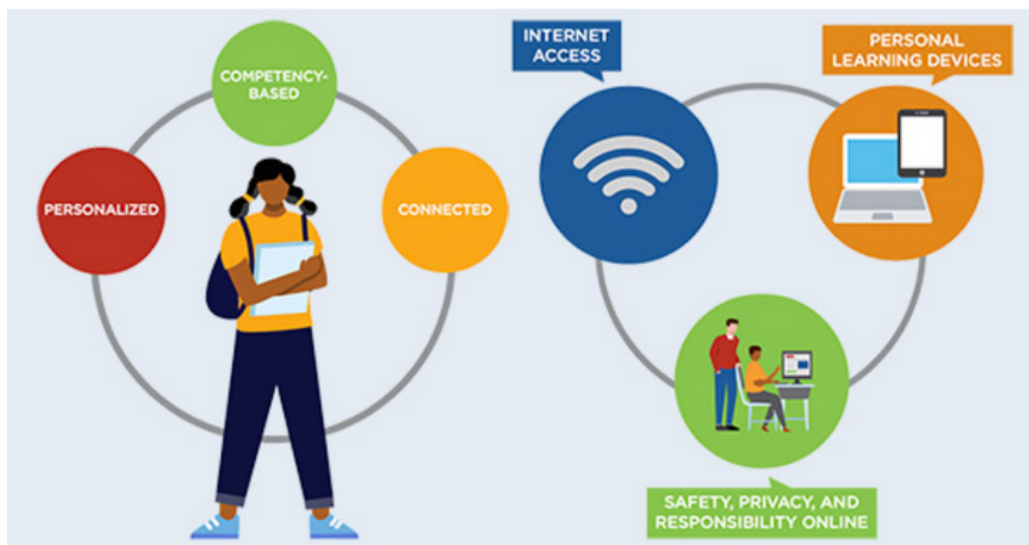 COMPETENCY-
BASED
PERSONALIZED
CONNECTED
INTERNET
ACCESS
PERSONAL
LEARNING DEVICES
SAFETY, PRIVACY, AND
RESPONSIBILITY ONLINE